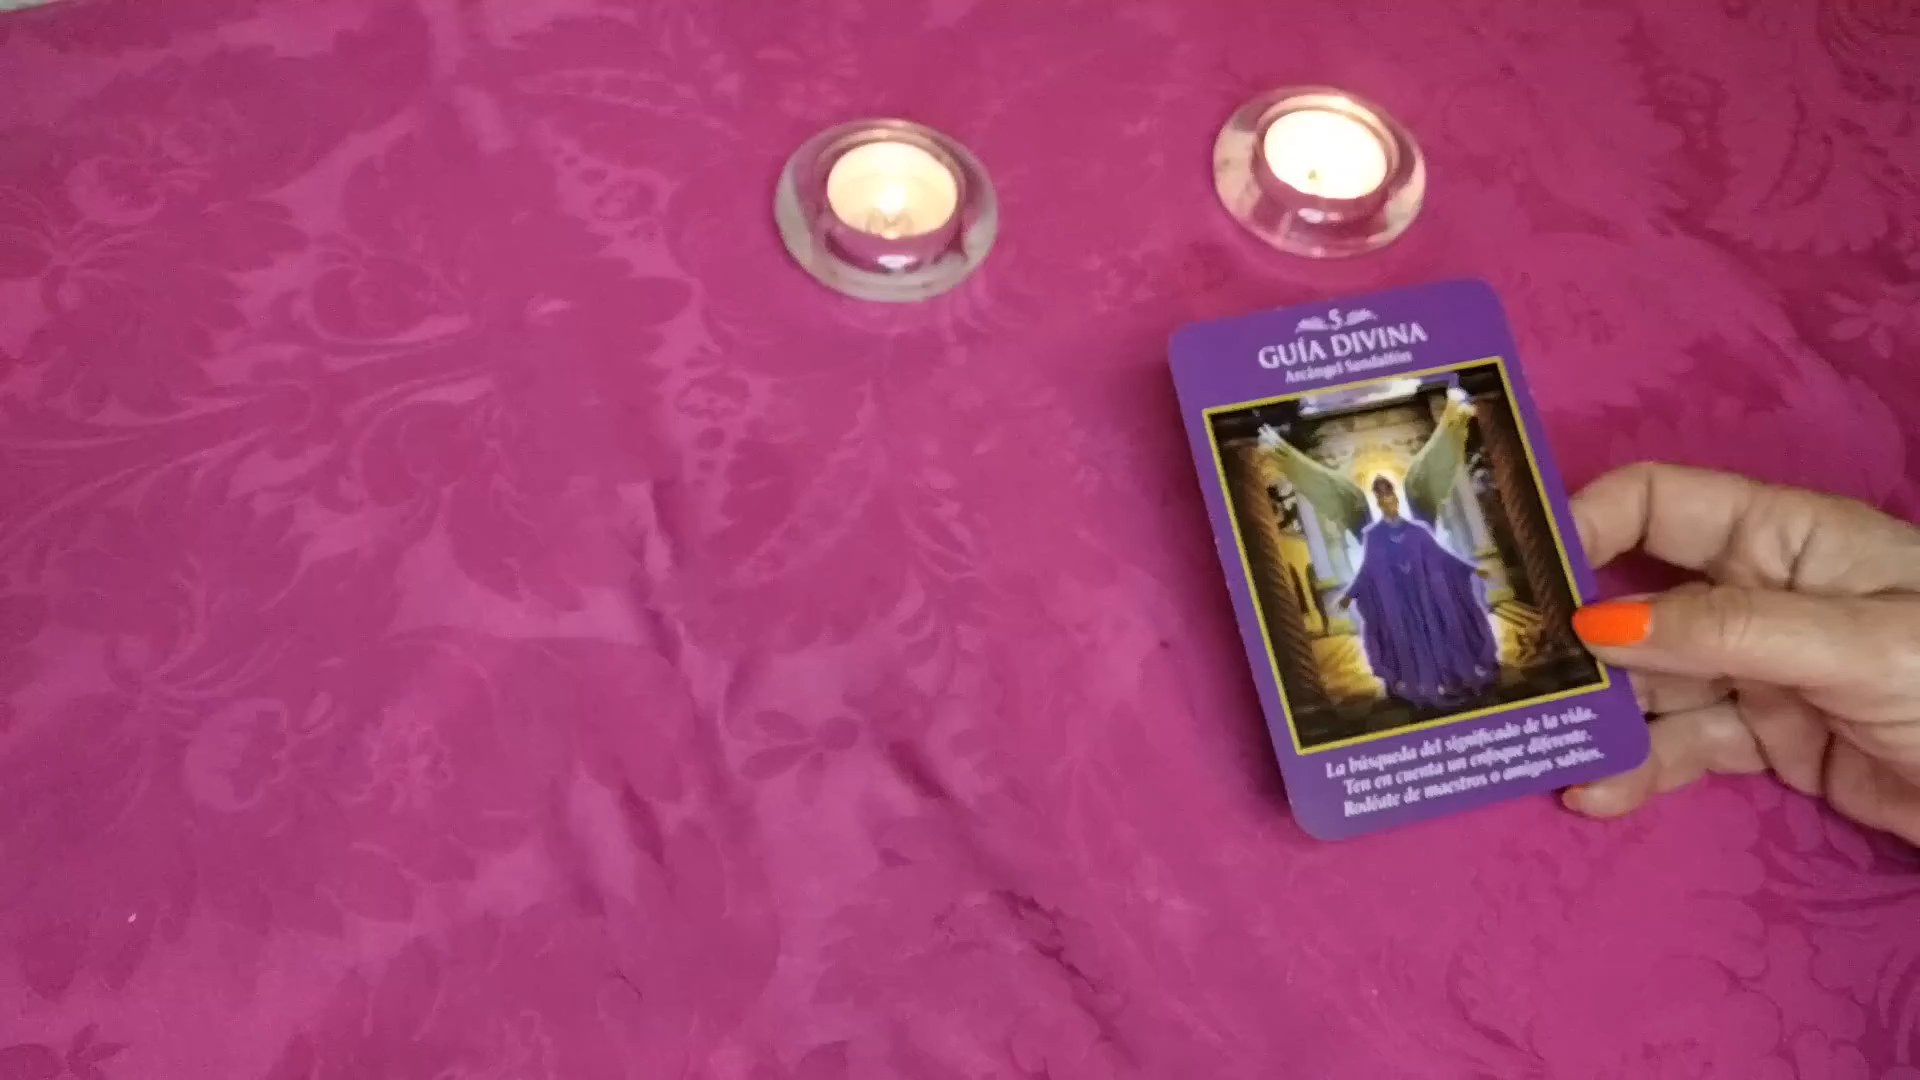 5
GUÍA DIVINA
Arcángel Sandalfón
La búsqueda del significado de la vida.
Ten en cuenta un enfoque diferente.
Rodéate de maestros o amigos sabios.